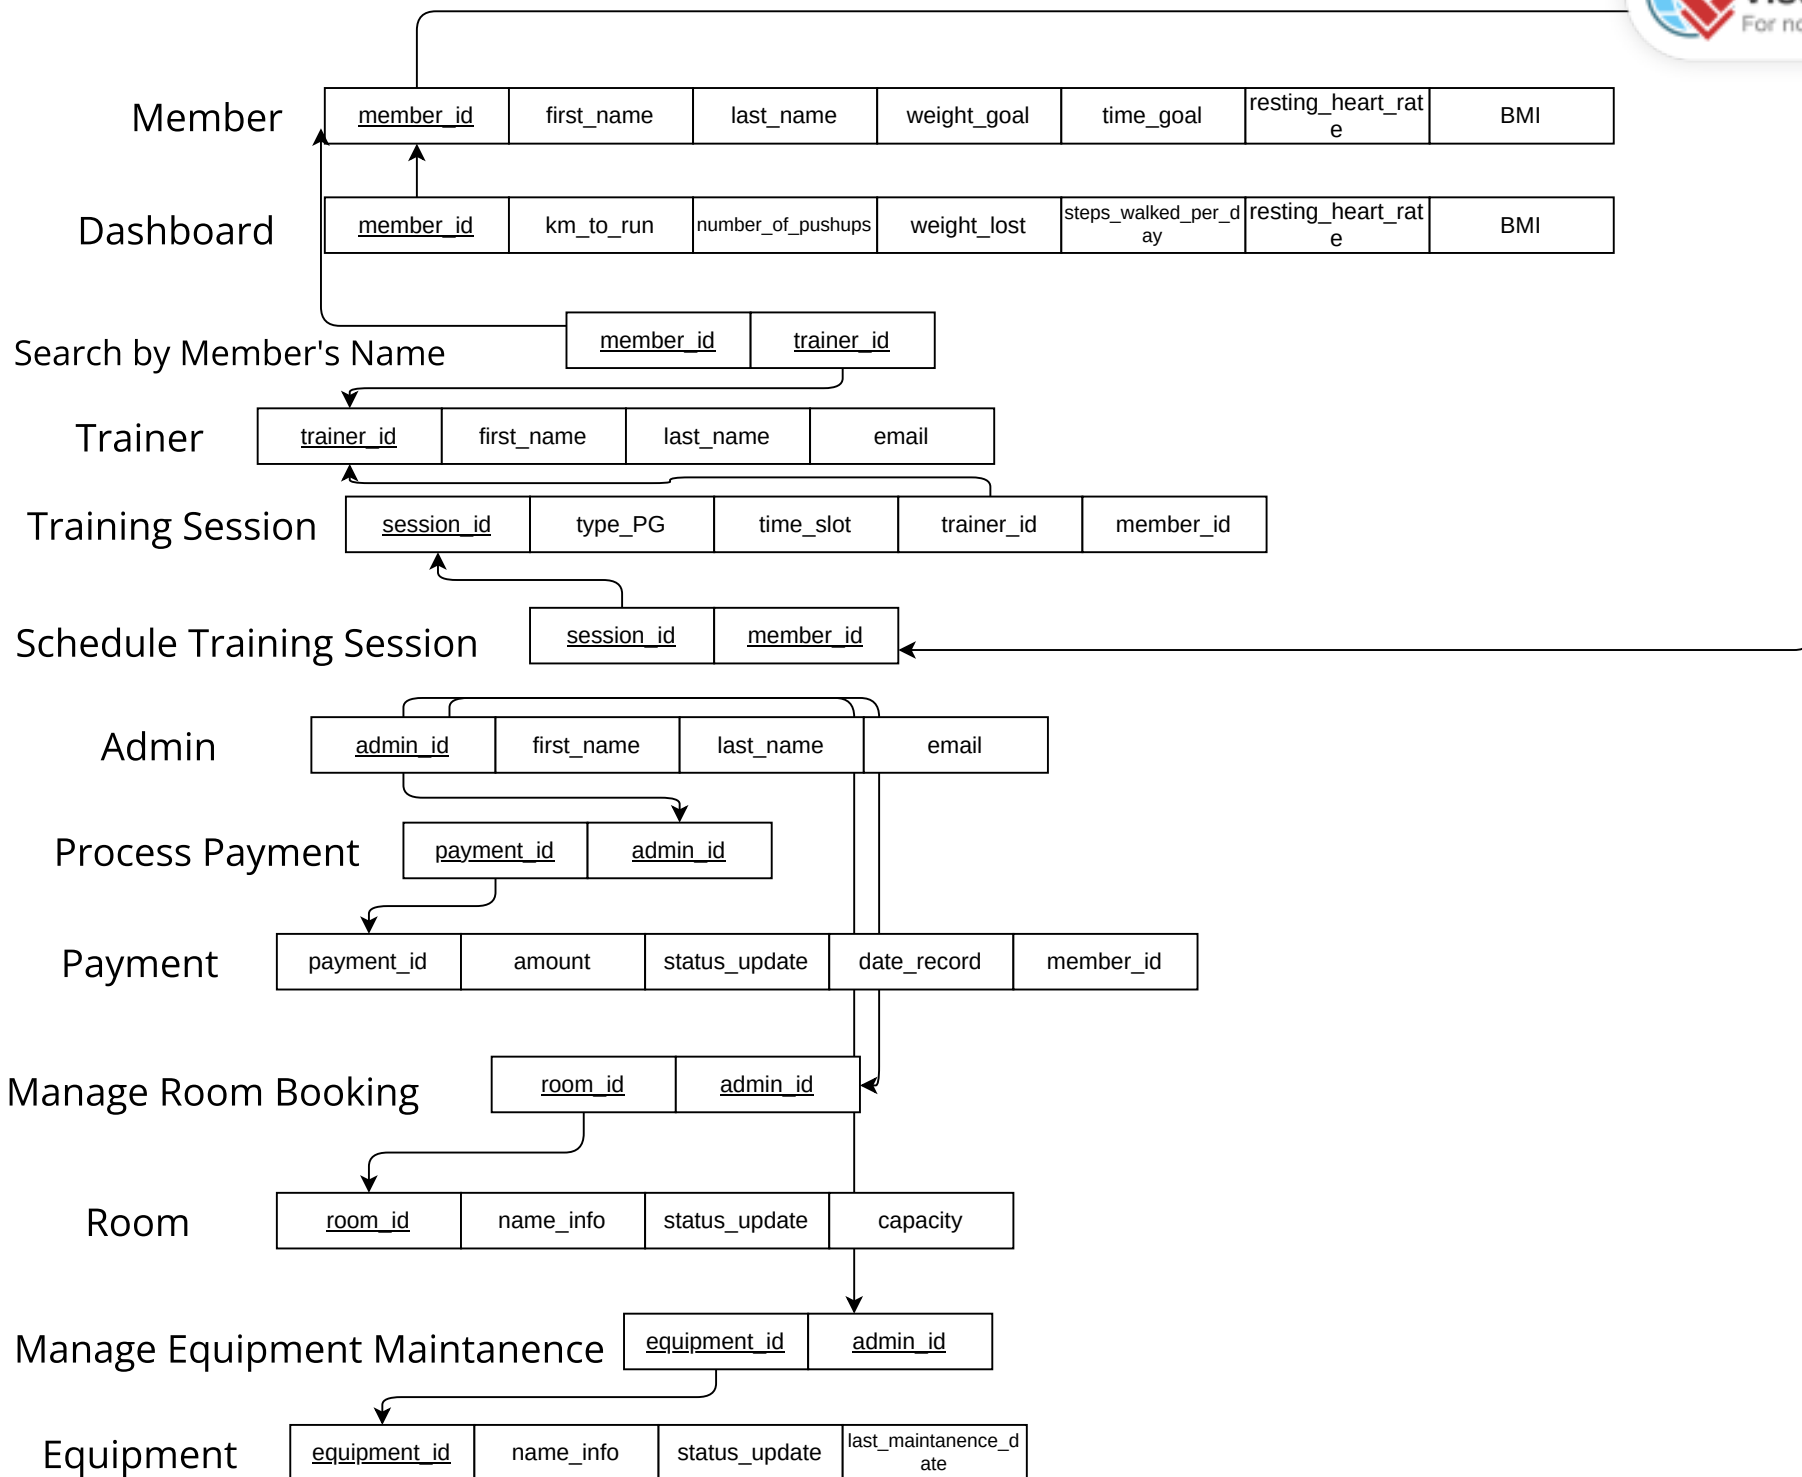 For no
Member
member_id first_name last_name weight_goal time_goal resting_heart_rat BMI
e
Dashboard
member_id km_to_run number_of_pushups weight_lost steps_walked_per_d resting_heart_rat BMI
ay e
Search by Member's Name
member_id trainer_id
Trainer
trainer_id first_name last_name email
Training Session
session_id type_PG time_slot trainer_id member_id
Schedule Training Session
session_id member_id
Admin
admin_id first_name last_name email
Process Payment
payment_id admin_id
Payment
payment_id amount status_update date_record member_id
Manage Room Booking
room_id admin_id
Room
room_id name_info status_update capacity
Manage Equipment Maintanence
equipment_id admin_id
Equipment
equipment_id name_info status_update last_maintanence_d
ate